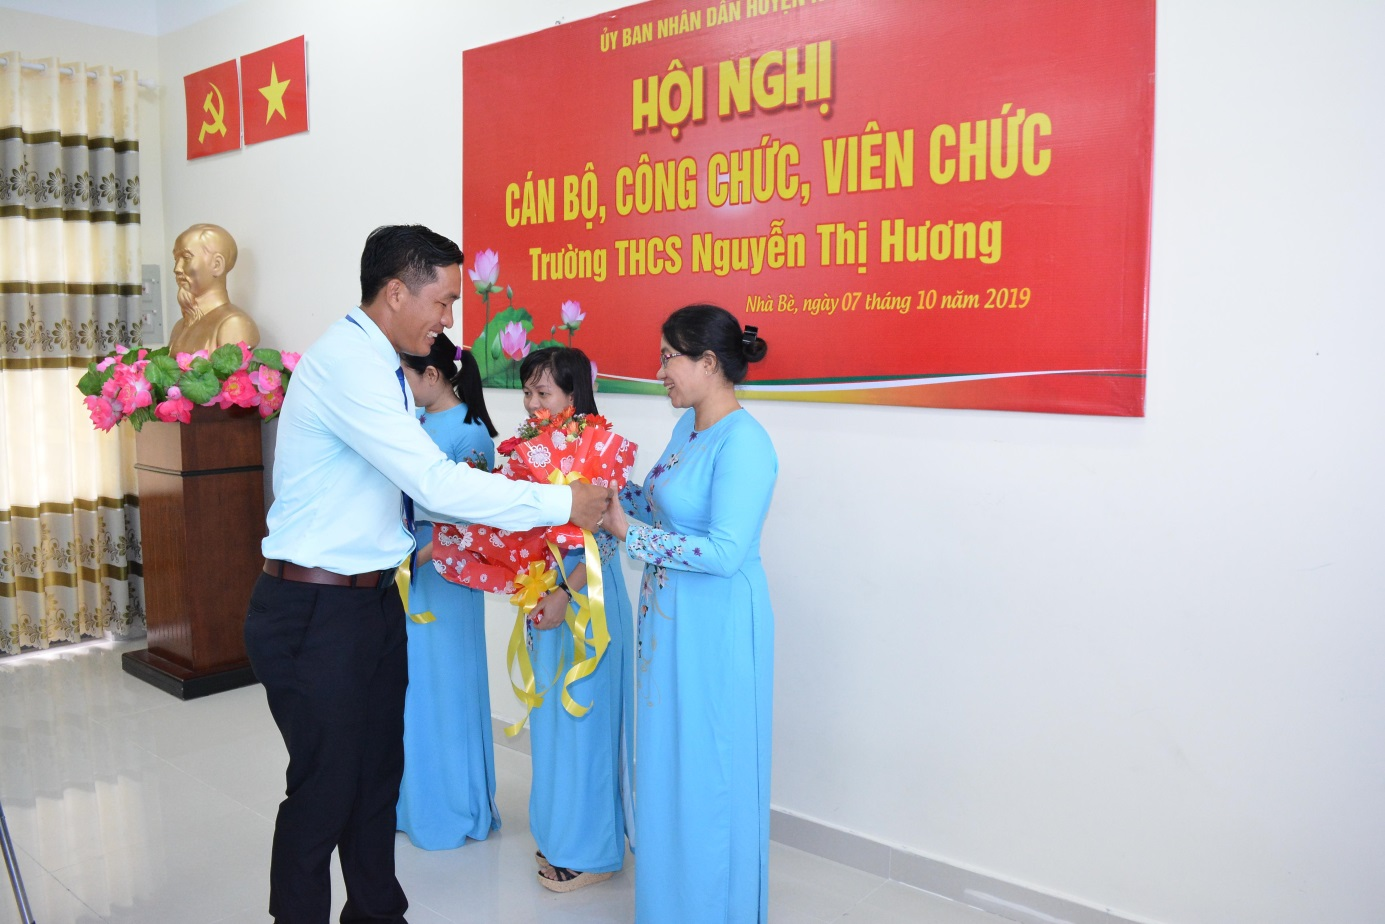 ỦY BAN NHÂN DÂN HUYỆN
HỘI NGHỊ
CÁN BỘ, CÔNG CHỨC, VIÊN CHỨC
Trường THCS Nguyễn Thị Hương
Nhà Bè, ngày 07 tháng 10 năm 2019